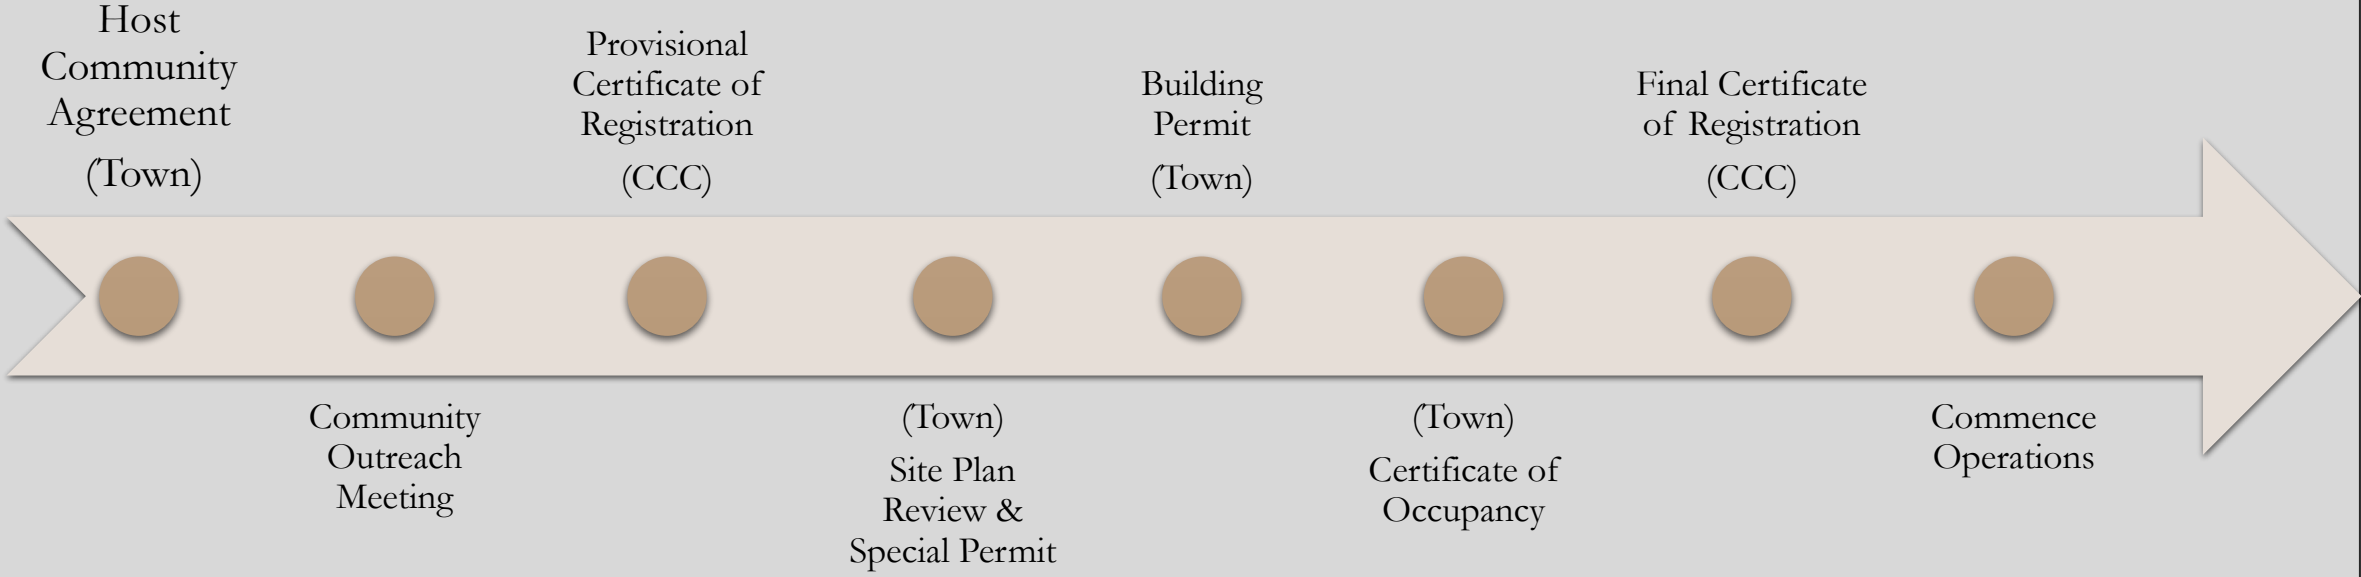 Host
Community
Agreement
(Town)
Community
Outreach
Meeting
Provisional
Certificate of
Registration
(CCC)
(Town)
Site Plan
Review &
Special Permit
Building
Permit
(Town)
(Town)
Certificate of
Occupancy
Final Certificate
of Registration
(CCC)
Commence
Operations